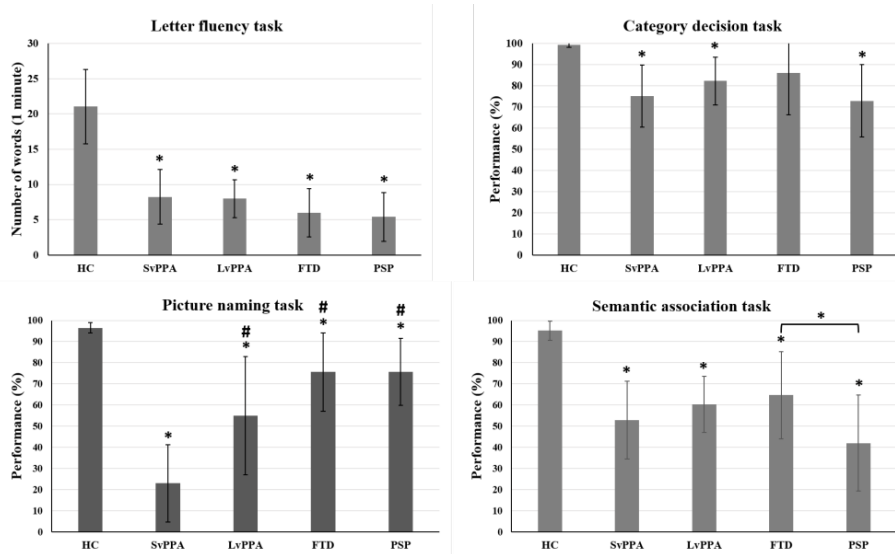 Letter fluency task
Number of words (1 minute)
30
25
20
15
10
5
0
* * * *
HC SvPPA LvPPA FTD PSP
Category decision task
Performance (%)
100
90
80
70
60
50
40
30
20
10
0
* * *
HC SvPPA LvPPA FTD PSP
Picture naming task
Performance (%)
100
90
80
70
60
50
40
30
20
10
0
# # #
* * * *
HC SvPPA LvPPA FTD PSP
Semantic association task
Performance (%)
100
90
80
70
60
50
40
30
20
10
0
*
* * * *
HC SvPPA LvPPA FTD PSP